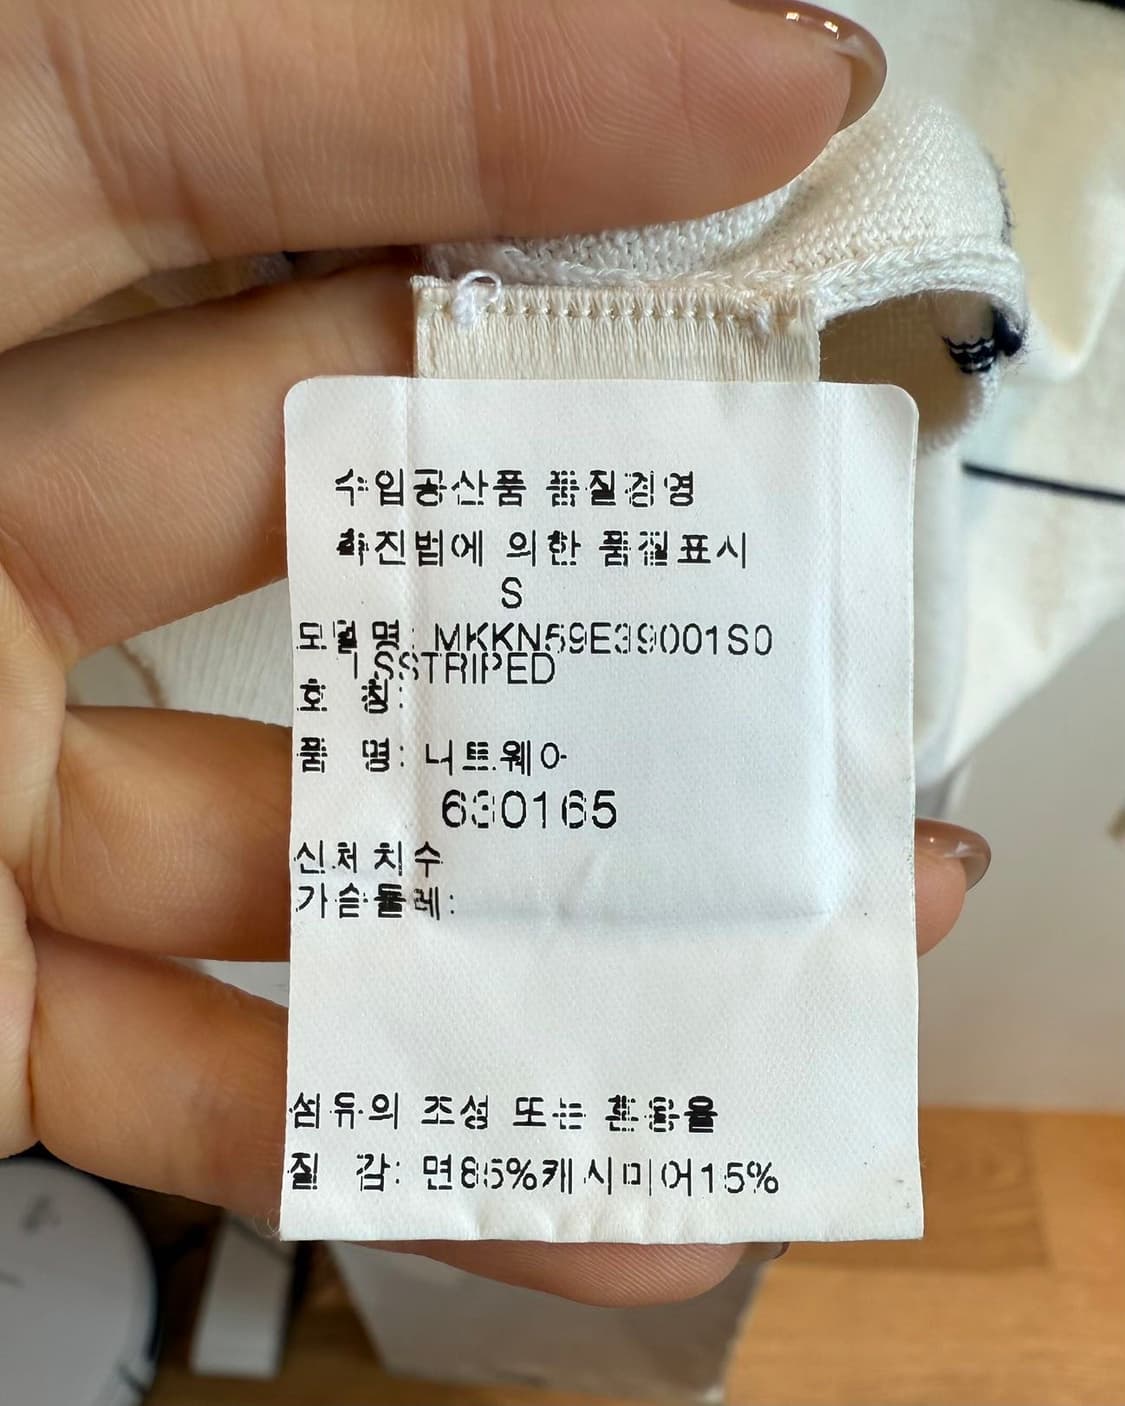 수입공산품 품질경영
촉진법에 의한 품질표시
S
모델명: MKKN59E39001S0
LSSTRIPED
호 칭:
품 명: 니트웨어
630165
신체치수
가슴둘레:
섬유의 조성 또는 혼용율
질 감: 면85%캐시미어15%